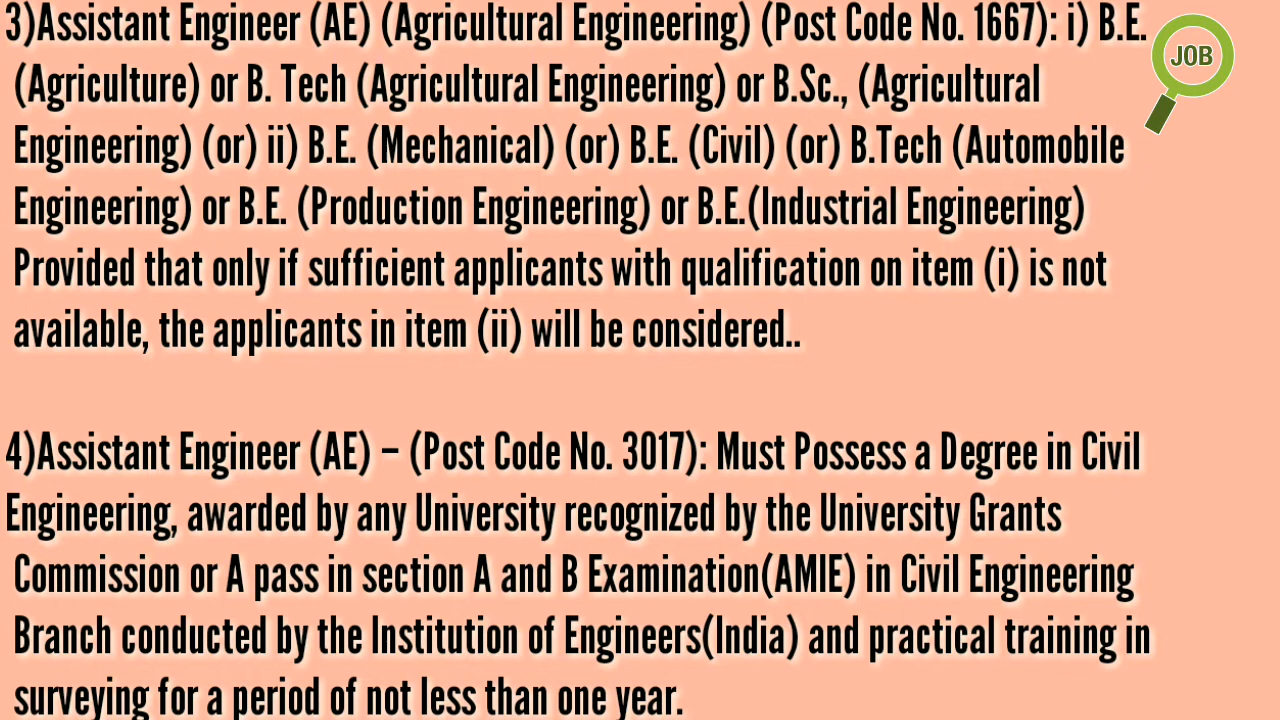 3)Assistant Engineer (AE) (Agricultural Engineering) (Post Code No. 1667): i) B.E.
(Agriculture) or B. Tech (Agricultural Engineering) or B.Sc., (Agricultural
Engineering) (or) ii) B.E. (Mechanical) (or) B.E. (Civil) (or) B.Tech (Automobile
Engineering) or B.E. (Production Engineering) or B.E.(Industrial Engineering)
Provided that only if sufficient applicants with qualification on item (i) is not
available, the applicants in item (ii) will be considered..
4)Assistant Engineer (AE) – (Post Code No. 3017): Must Possess a Degree in Civil
Engineering, awarded by any University recognized by the University Grants
Commission or A pass in section A and B Examination(AMIE) in Civil Engineering
Branch conducted by the Institution of Engineers(India) and practical training in
surveying for a period of not less than one year.
JOB